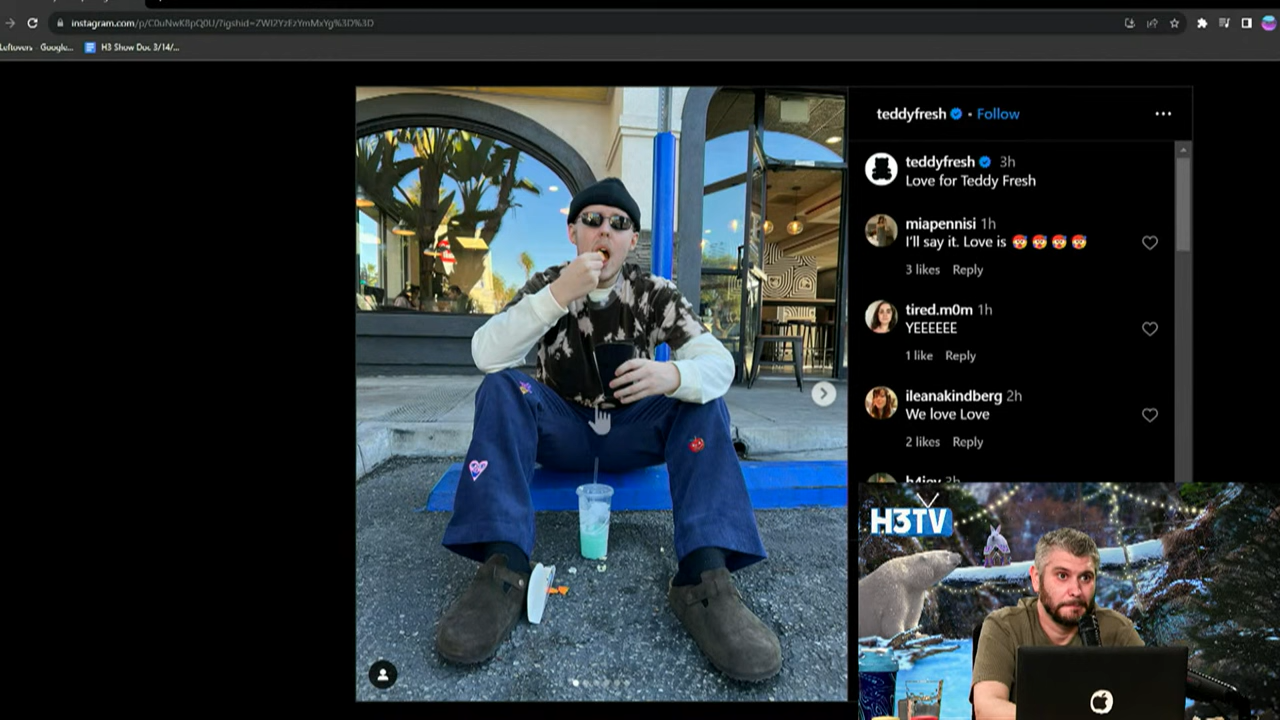 instagram.com/p/C0uNwK8pQ0U/?igshid=ZWI2YzEzYmMxYg%3D%3D
Leftovers - Google...
H3 Show Doc 3/14/...
teddyfresh • Follow
teddyfresh 3h
Love for Teddy Fresh
miapennisi 1h
I'll say it. Love is 🤯🤯🤯🤯
3 likes Reply
tired.m0m 1h
YEEEEEE
1 like Reply
ileanakindberg 2h
We love Love
2 likes Reply
H3TV